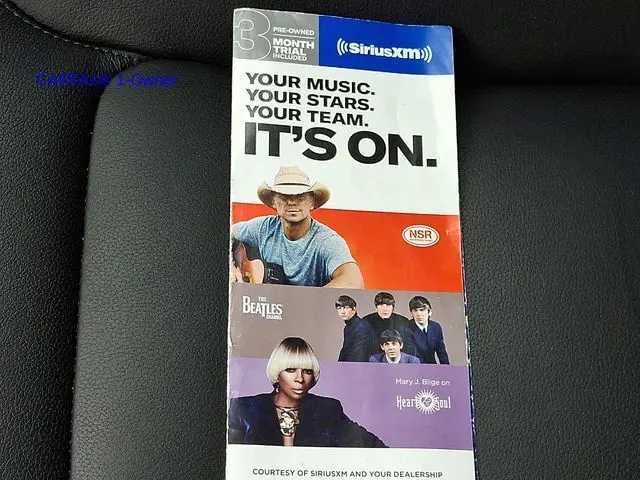 3
PRE-OWNED
MONTH
TRIAL
INCLUDED
((SiriusXM))
CARFAX® 1-Owner
YOUR MUSIC.
YOUR STARS.
YOUR TEAM.
IT'S ON.
NSR
THE
BEATLES
CHANNEL
Mary J. Blige on
Heart & Soul
COURTESY OF SIRIUSXM AND YOUR DEALERSHIP